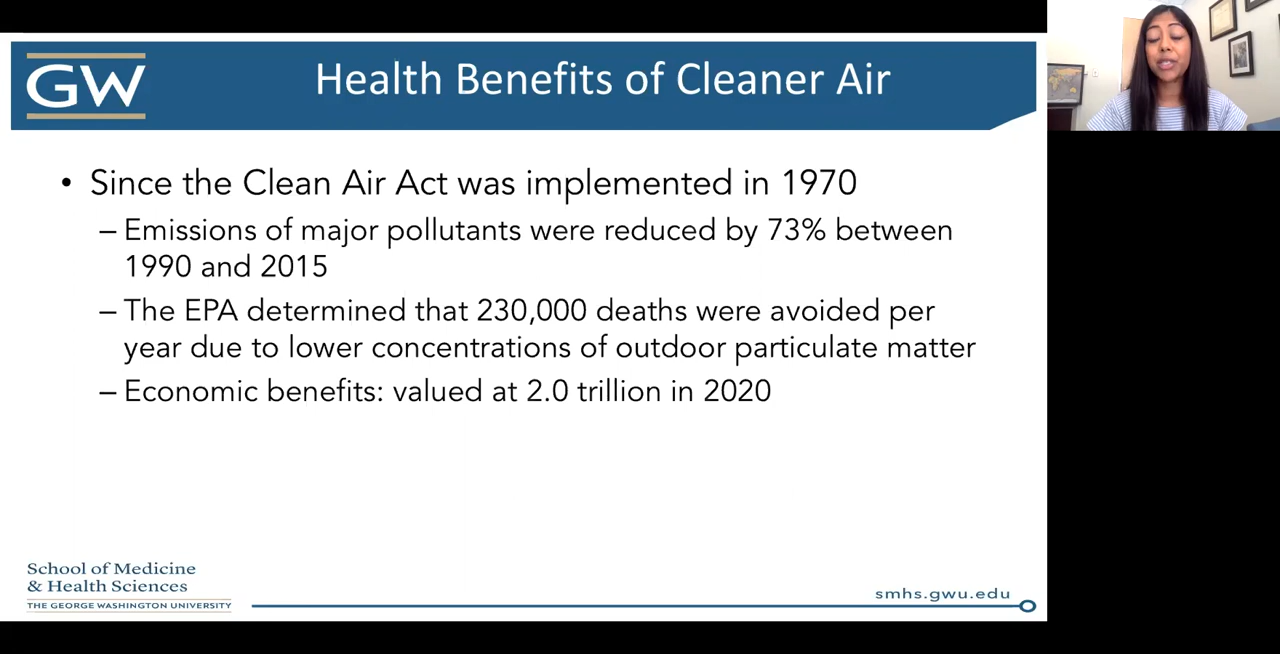 GW
Health Benefits of Cleaner Air
• Since the Clean Air Act was implemented in 1970
– Emissions of major pollutants were reduced by 73% between
1990 and 2015
– The EPA determined that 230,000 deaths were avoided per
year due to lower concentrations of outdoor particulate matter
– Economic benefits: valued at 2.0 trillion in 2020
School of Medicine
& Health Sciences
THE GEORGE WASHINGTON UNIVERSITY
smhs.gwu.edu